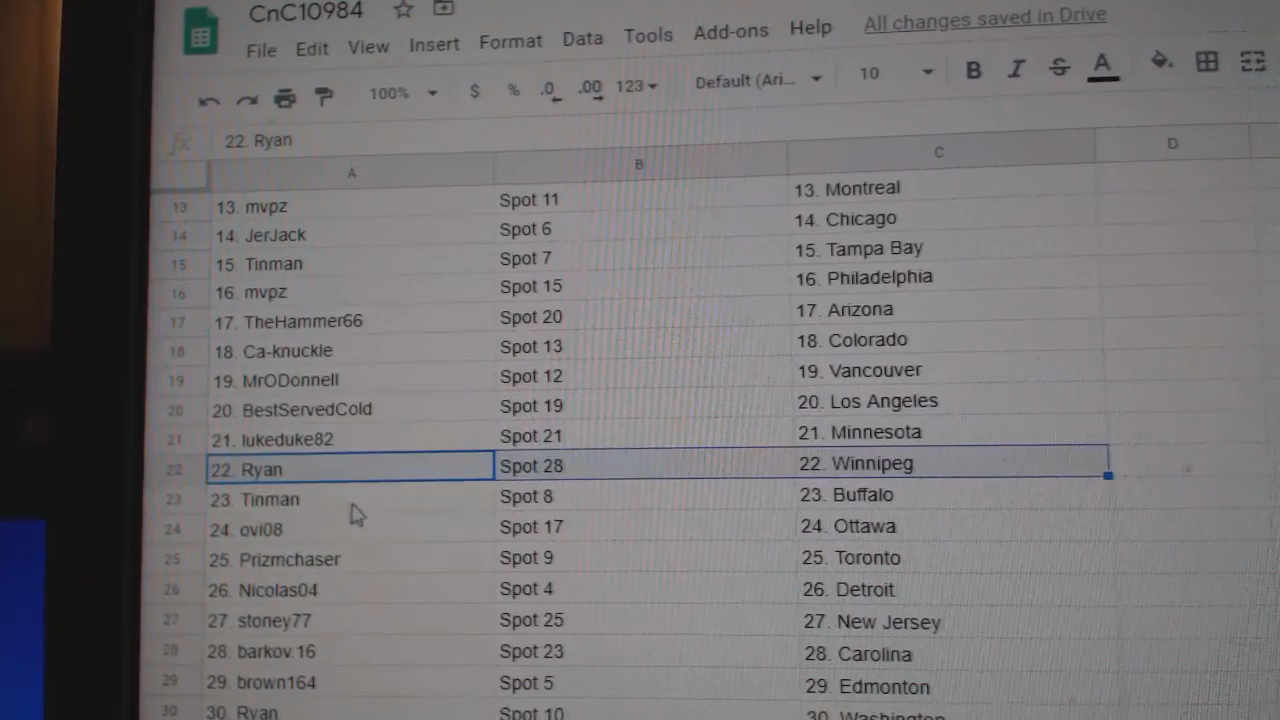 CnC10984
File Edit View Insert Format Data Tools Add-ons Help All changes saved in Drive
100% $ % .0 .00 123 Default (Ari... 10 B I S A
fx 22. Ryan
A B C D
13 13. mvpz Spot 11 13. Montreal
14 14. JerJack Spot 6 14. Chicago
15 15. Tinman Spot 7 15. Tampa Bay
16 16. mvpz Spot 15 16. Philadelphia
17 17. TheHammer66 Spot 20 17. Arizona
18 18. Ca-knuckle Spot 13 18. Colorado
19 19. MrODonnell Spot 12 19. Vancouver
20 20. BestServedCold Spot 19 20. Los Angeles
21 21. lukeduke82 Spot 21 21. Minnesota
22 22. Ryan Spot 28 22. Winnipeg
23 23. Tinman Spot 8 23. Buffalo
24 24. ovi08 Spot 17 24. Ottawa
25 25. Prizmchaser Spot 9 25. Toronto
26 26. Nicolas04 Spot 4 26. Detroit
27 27. stoney77 Spot 25 27. New Jersey
28 28. barkov.16 Spot 23 28. Carolina
29 29. brown164 Spot 5 29. Edmonton
30 30. Ryan Spot 10 30. Washington